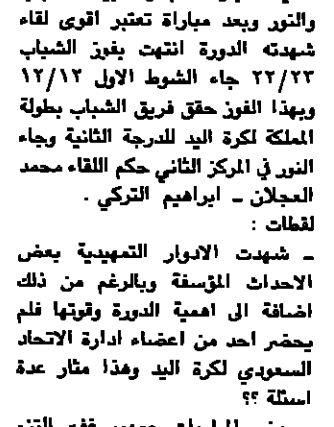 والنور وبعد مباراة تعتبر اقوى لقاء
شهدته الدورة انتهت بفوز الشباب
٢٢/٢٣ جاء الشوط الاول ١٢/١٢
وبهذا الفوز حقق فريق الشباب بطولة
المملكة لكرة اليد للدرجة الثانية وجاء
النور في المركز الثاني حكم اللقاء محمد
العجلان ــ ابراهيم التركي .
لقطات :
ــ شهدت الادوار التمهيدية بعض
الاحداث المؤسفة وبالرغم من ذلك
اضافة الى اهمية الدورة وقوتها فلم
يحضر احد من اعضاء ادارة الاتحاد
السعودي لكرة اليد وهذا مثار عدة
اسئلة ؟؟